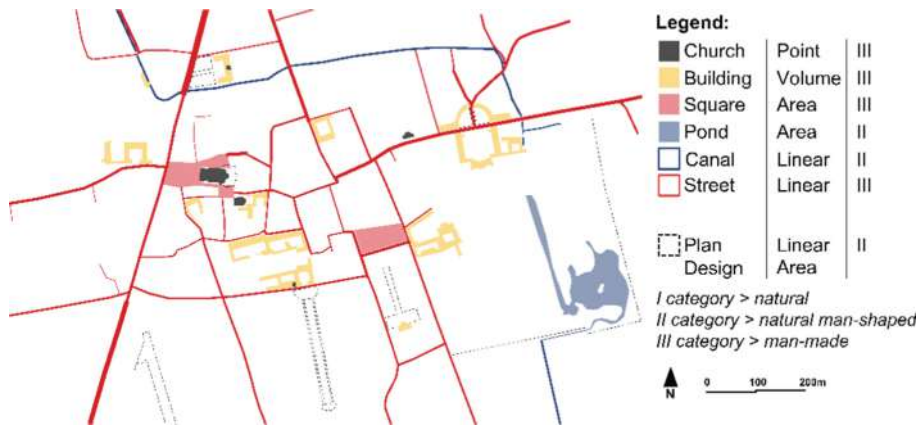 Legend:
Church Point III
Building Volume III
Square Area III
Pond Area II
Canal Linear II
Street Linear III
Plan Linear II
Design Area
I category > natural
II category > natural man-shaped
III category > man-made
N 0 100 200m